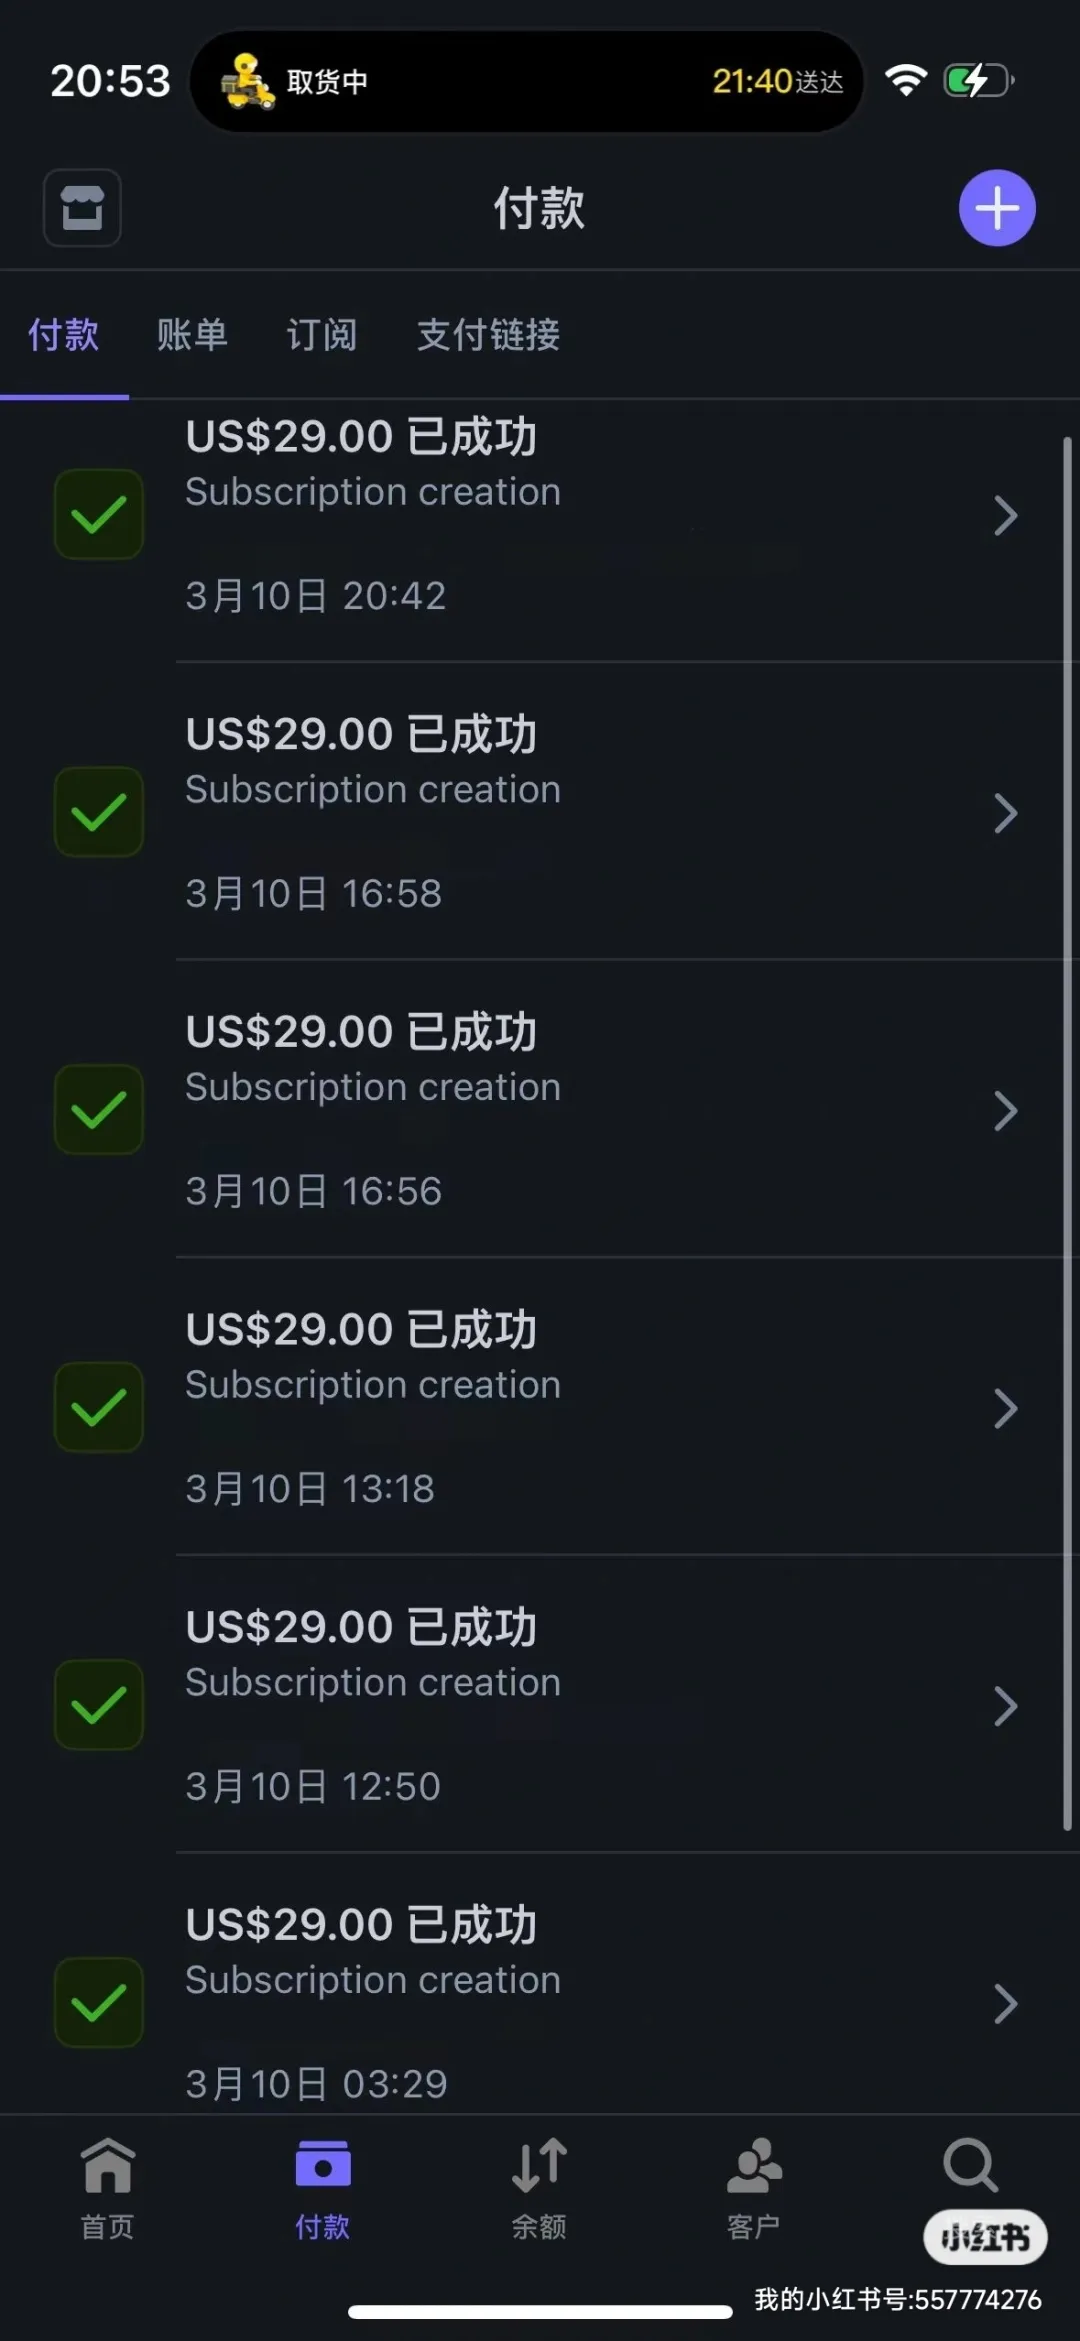 20:53
取货中
21:40送达
付款
付款 账单 订阅 支付链接
US$29.00 已成功
Subscription creation
3月10日 20:42
US$29.00 已成功
Subscription creation
3月10日 16:58
US$29.00 已成功
Subscription creation
3月10日 16:56
US$29.00 已成功
Subscription creation
3月10日 13:18
US$29.00 已成功
Subscription creation
3月10日 12:50
US$29.00 已成功
Subscription creation
3月10日 03:29
首页 付款 余额 客户
小红书
我的小红书号:557774276